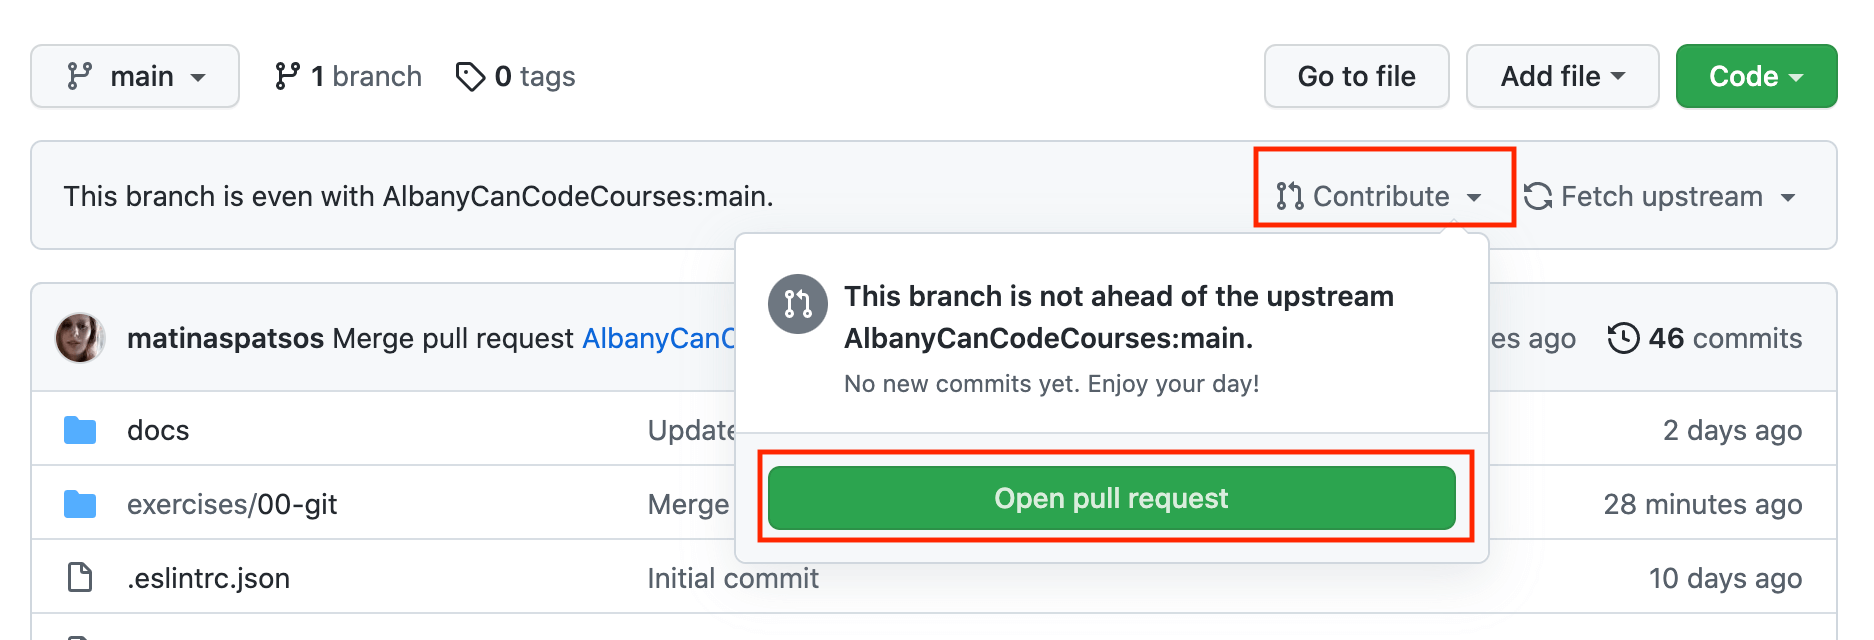 main
1 branch
0 tags
Go to file
Add file
Code
This branch is even with AlbanyCanCodeCourses:main.
Contribute
Fetch upstream
This branch is not ahead of the upstream
AlbanyCanCodeCourses:main.
No new commits yet. Enjoy your day!
Open pull request
matinaspatsos Merge pull request AlbanyCanC
es ago
46 commits
docs
Update
2 days ago
exercises/00-git
Merge
28 minutes ago
.eslintrc.json
Initial commit
10 days ago